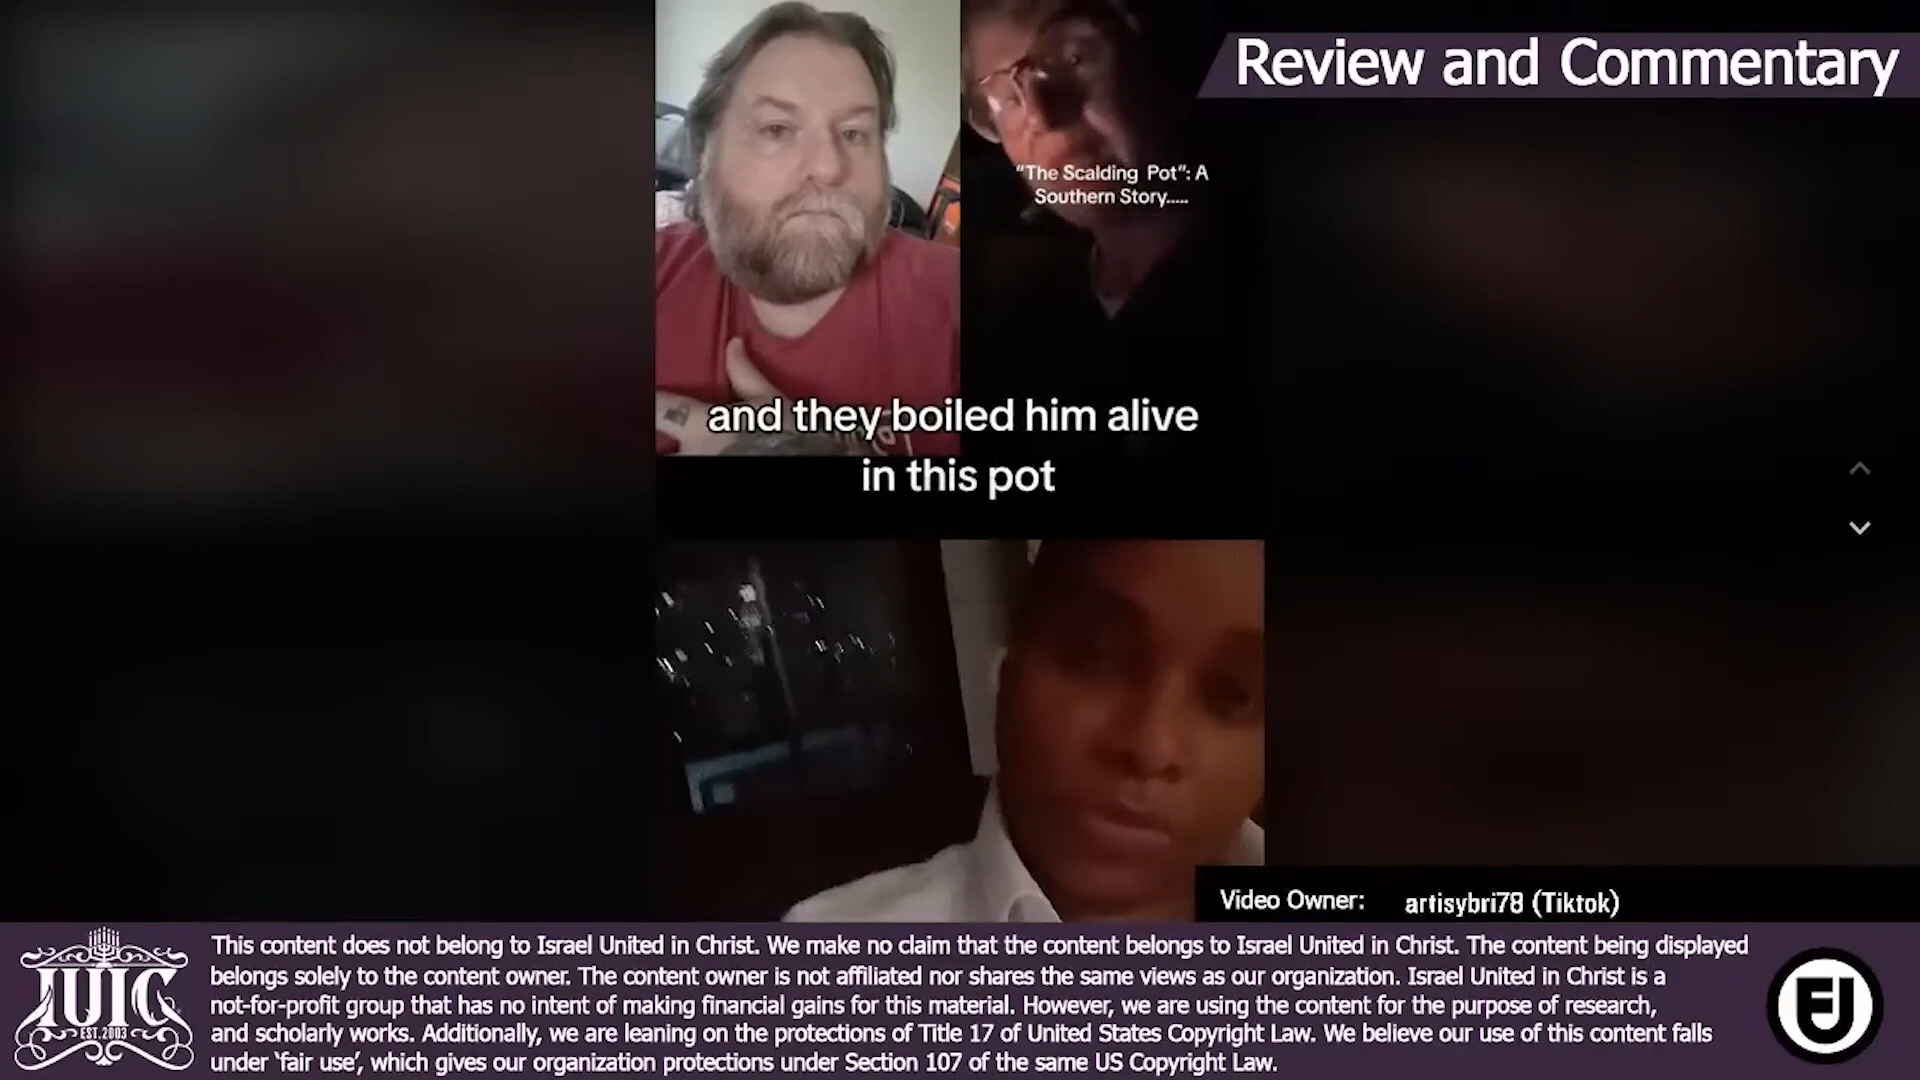 Review and Commentary
“The Scalding Pot”: A
Southern Story.....
and they boiled him alive
in this pot
Video Owner: artisybri78 (Tiktok)
This content does not belong to Israel United in Christ. We make no claim that the content belongs to Israel United in Christ. The content being displayed
belongs solely to the content owner. The content owner is not affiliated nor shares the same views as our organization. Israel United in Christ is a
not-for-profit group that has no intent of making financial gains for this material. However, we are using the content for the purpose of research,
and scholarly works. Additionally, we are leaning on the protections of Title 17 of United States Copyright Law. We believe our use of this content falls
under ‘fair use’, which gives our organization protections under Section 107 of the same US Copyright Law.
IUIC
EST. 2003